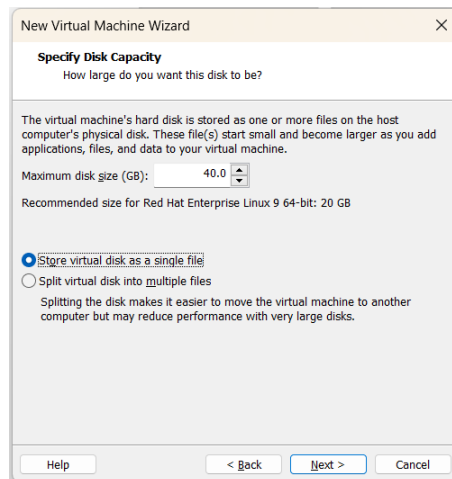 New Virtual Machine Wizard
Specify Disk Capacity
How large do you want this disk to be?
The virtual machine's hard disk is stored as one or more files on the host
computer's physical disk. These file(s) start small and become larger as you add
applications, files, and data to your virtual machine.
Maximum disk size (GB): 40.0
Recommended size for Red Hat Enterprise Linux 9 64-bit: 20 GB
Store virtual disk as a single file
Split virtual disk into multiple files
Splitting the disk makes it easier to move the virtual machine to another
computer but may reduce performance with very large disks.
Help < Back Next > Cancel